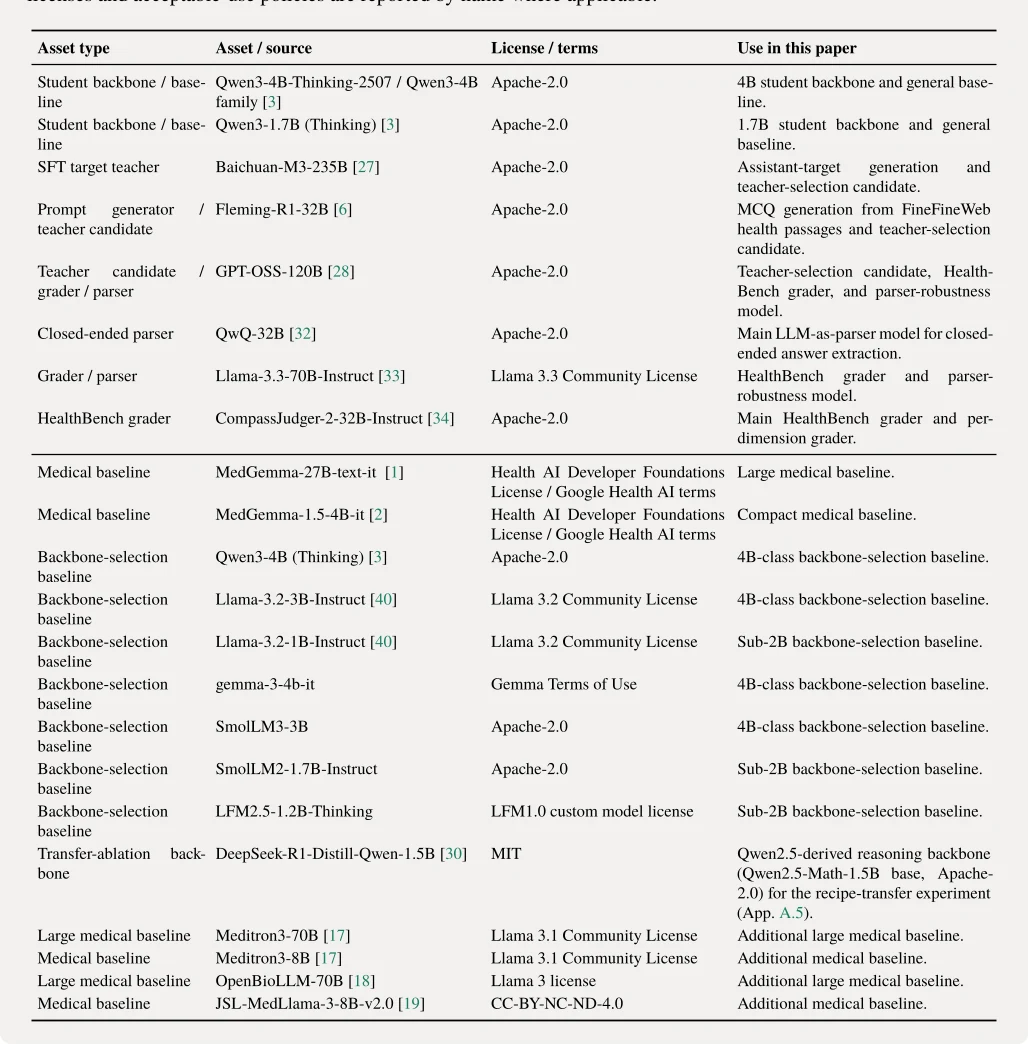 licenses and acceptable-use policies are reported by name where applicable.
Asset type Asset / source License / terms Use in this paper
Student backbone / base- Qwen3-4B-Thinking-2507 / Qwen3-4B Apache-2.0 4B student backbone and general base-
line family [3] line.
Student backbone / base- Qwen3-1.7B (Thinking) [3] Apache-2.0 1.7B student backbone and general
line baseline.
SFT target teacher Baichuan-M3-235B [27] Apache-2.0 Assistant-target generation and
teacher-selection candidate.
Prompt generator / Fleming-R1-32B [6] Apache-2.0 MCQ generation from FineFineWeb
teacher candidate health passages and teacher-selection
candidate.
Teacher candidate / GPT-OSS-120B [28] Apache-2.0 Teacher-selection candidate, Health-
grader / parser Bench grader, and parser-robustness
model.
Closed-ended parser QwQ-32B [32] Apache-2.0 Main LLM-as-parser model for closed-
ended answer extraction.
Grader / parser Llama-3.3-70B-Instruct [33] Llama 3.3 Community License HealthBench grader and parser-
robustness model.
HealthBench grader CompassJudger-2-32B-Instruct [34] Apache-2.0 Main HealthBench grader and per-
dimension grader.
Medical baseline MedGemma-27B-text-it [1] Health AI Developer Foundations Large medical baseline.
License / Google Health AI terms
Medical baseline MedGemma-1.5-4B-it [2] Health AI Developer Foundations Compact medical baseline.
License / Google Health AI terms
Backbone-selection Qwen3-4B (Thinking) [3] Apache-2.0 4B-class backbone-selection baseline.
baseline
Backbone-selection Llama-3.2-3B-Instruct [40] Llama 3.2 Community License 4B-class backbone-selection baseline.
baseline
Backbone-selection Llama-3.2-1B-Instruct [40] Llama 3.2 Community License Sub-2B backbone-selection baseline.
baseline
Backbone-selection gemma-3-4b-it Gemma Terms of Use 4B-class backbone-selection baseline.
baseline
Backbone-selection SmolLM3-3B Apache-2.0 4B-class backbone-selection baseline.
baseline
Backbone-selection SmolLM2-1.7B-Instruct Apache-2.0 Sub-2B backbone-selection baseline.
baseline
Backbone-selection LFM2.5-1.2B-Thinking LFM1.0 custom model license Sub-2B backbone-selection baseline.
baseline
Transfer-ablation back- DeepSeek-R1-Distill-Qwen-1.5B [30] MIT Qwen2.5-derived reasoning backbone
bone (Qwen2.5-Math-1.5B base, Apache-
2.0) for the recipe-transfer experiment
(App. A.5).
Large medical baseline Meditron3-70B [17] Llama 3.1 Community License Additional large medical baseline.
Medical baseline Meditron3-8B [17] Llama 3.1 Community License Additional medical baseline.
Large medical baseline OpenBioLLM-70B [18] Llama 3 license Additional large medical baseline.
Medical baseline JSL-MedLlama-3-8B-v2.0 [19] CC-BY-NC-ND-4.0 Additional medical baseline.